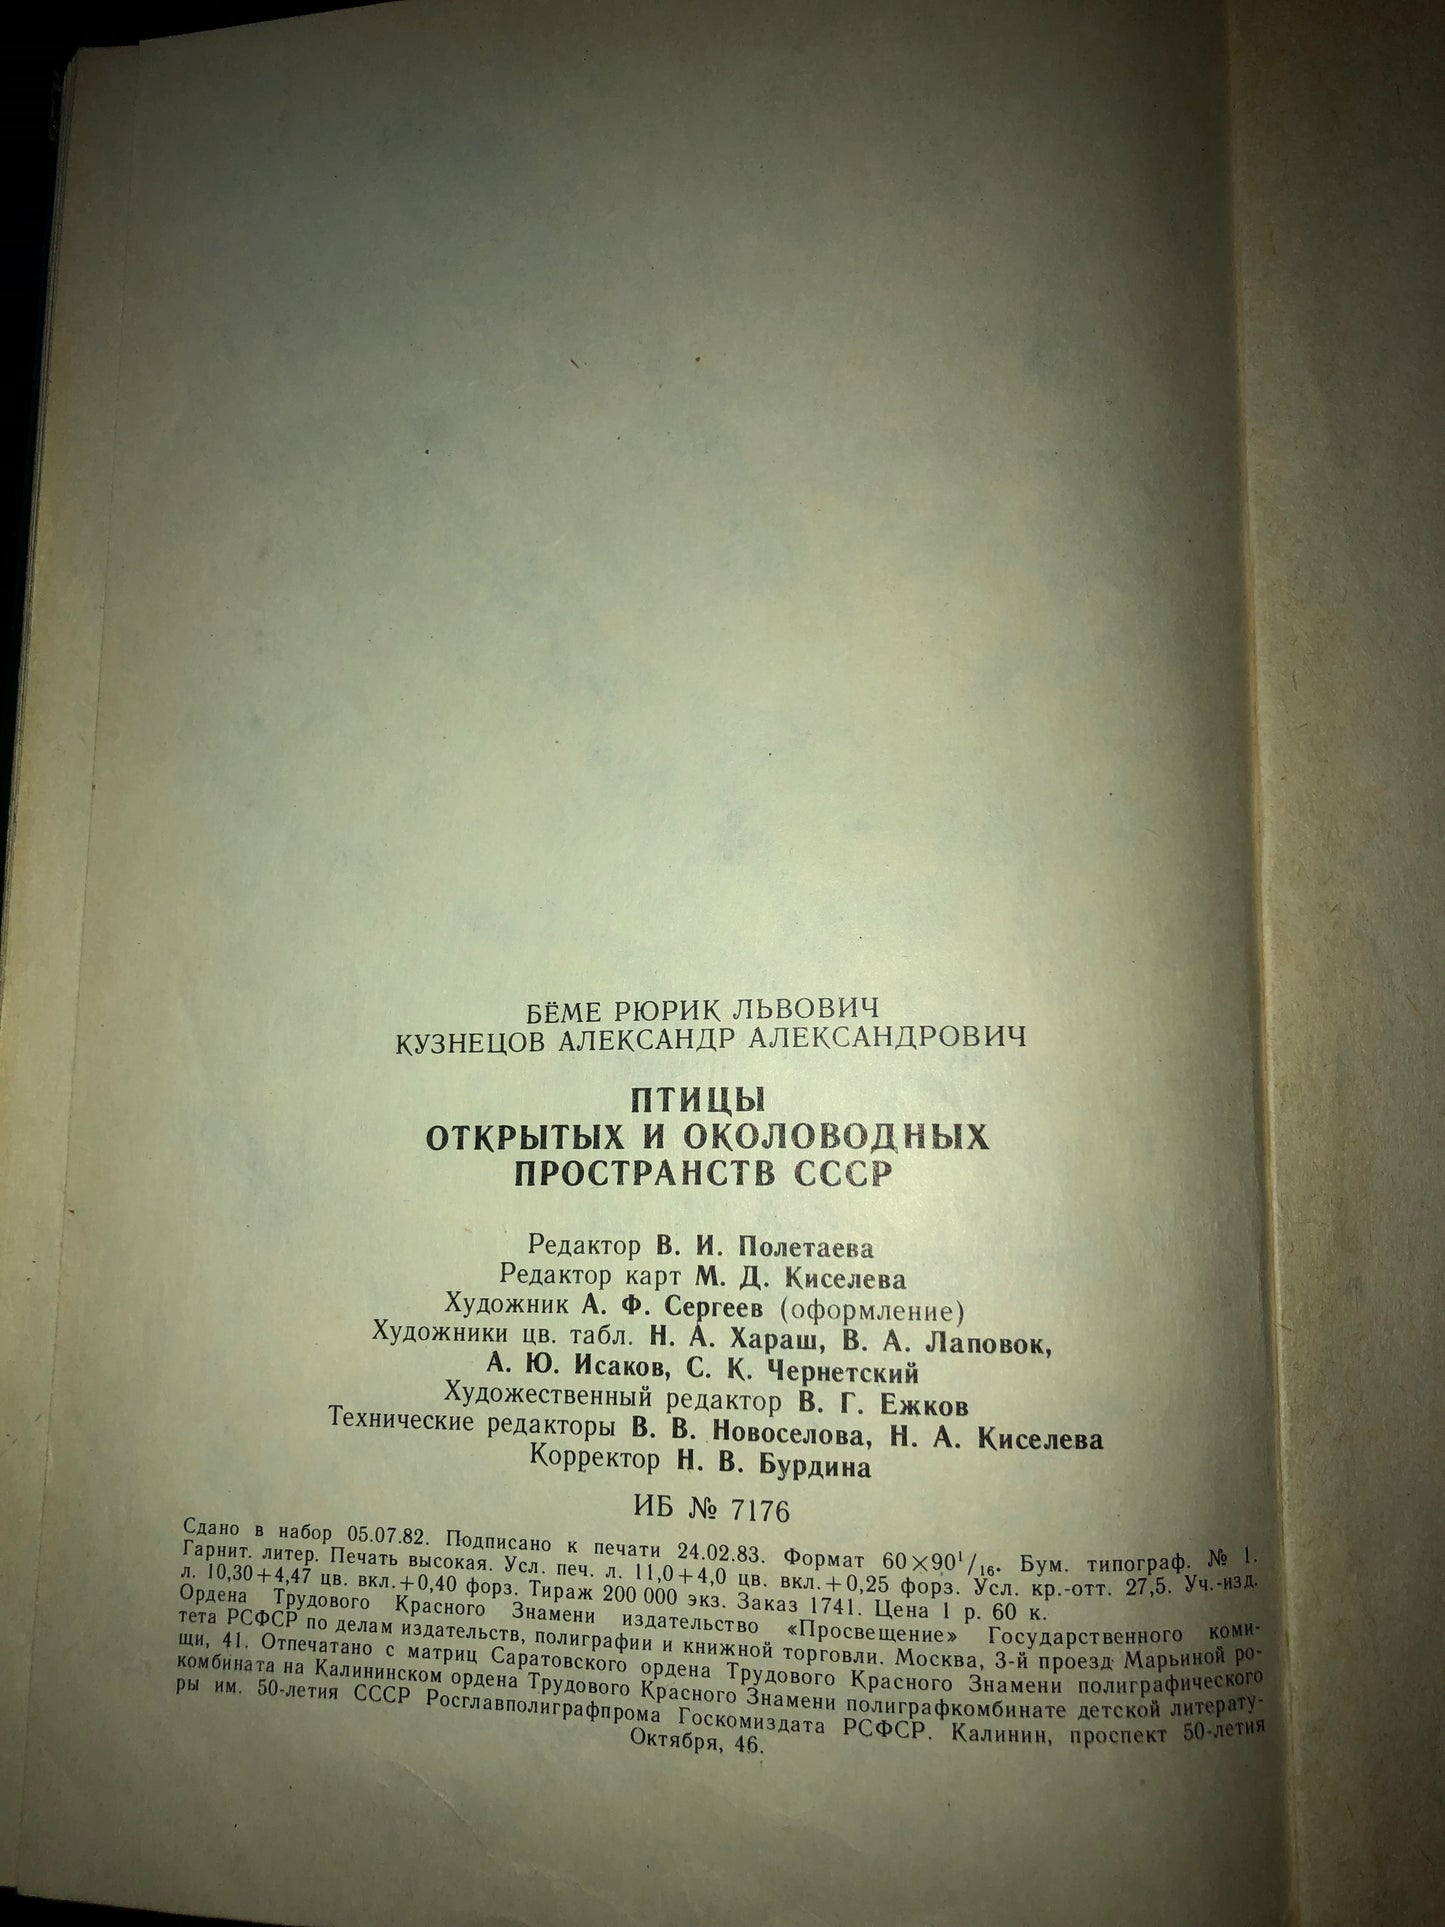 БЁМЕ РЮРИК ЛЬВОВИЧ
КУЗНЕЦОВ АЛЕКСАНДР АЛЕКСАНДРОВИЧ
ПТИЦЫ
ОТКРЫТЫХ И ОКОЛОВОДНЫХ
ПРОСТРАНСТВ СССР
Редактор В. И. Полетаева
Редактор карт М. Д. Киселева
Художник А. Ф. Сергеев (оформление)
Художники цв. табл. Н. А. Хараш, В. А. Лаповок,
А. Ю. Исаков, С. К. Чернетский
Художественный редактор В. Г. Ежков
Технические редакторы В. В. Новоселова, Н. А. Киселева
Корректор Н. В. Бурдина
ИБ № 7176
Сдано в набор 05.07.82. Подписано к печати 24.02.83. Формат 60×90¹/₁₆. Бум. типограф. № 1.
Гарнит. литер. Печать высокая. Усл. печ. л. 11,0+4,0 цв. вкл.+0,25 форз. Усл. кр.-отт. 27,5. Уч.-изд.
л. 10,30+4,47 цв. вкл.+0,40 форз. Тираж 200 000 экз. Заказ 1741. Цена 1 р. 60 к.
Ордена Трудового Красного Знамени издательство «Просвещение» Государственного коми-
тета РСФСР по делам издательств, полиграфии и книжной торговли. Москва, 3-й проезд Марьиной ро-
щи, 41. Отпечатано с матриц Саратовского ордена Трудового Красного Знамени полиграфического
комбината на Калининском ордена Трудового Красного Знамени полиграфкомбинате детской литерату-
ры им. 50-летия СССР Росглавполиграфпрома Госкомиздата РСФСР. Калинин, проспект 50-летия
Октября, 46.